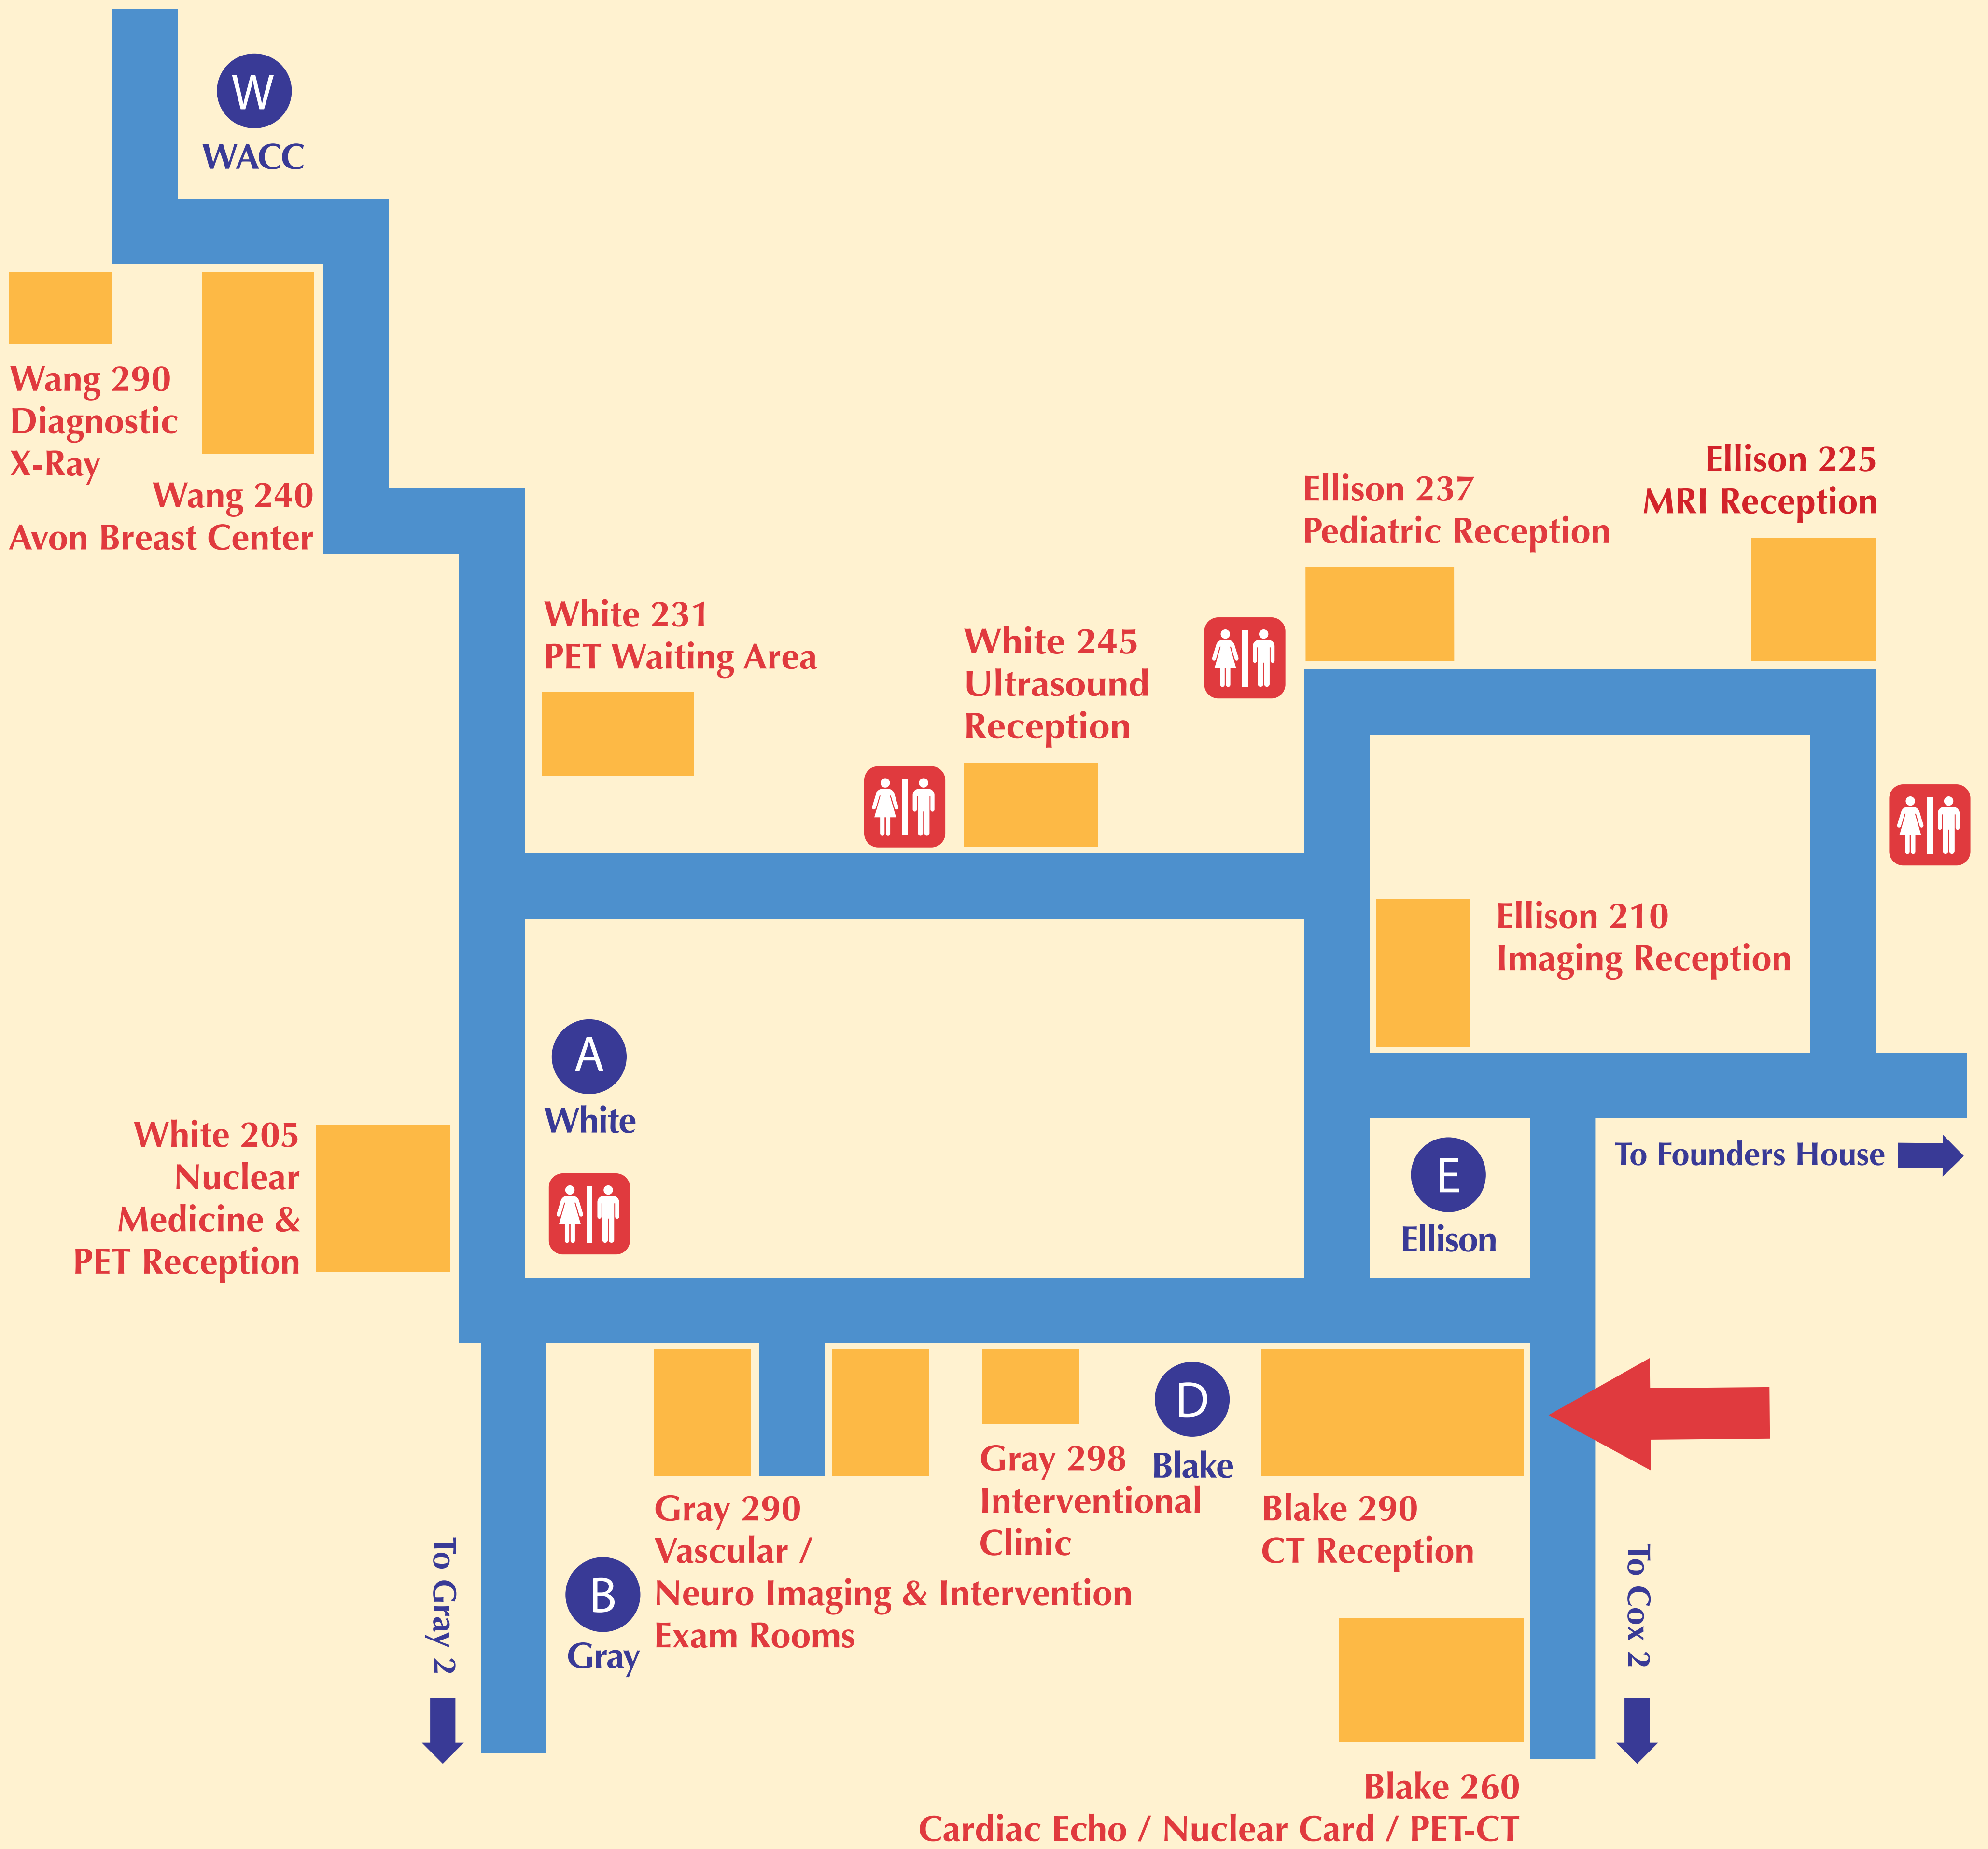 W
WACC
Wang 290
Diagnostic
X-Ray
Wang 240
Avon Breast Center
White 231
PET Waiting Area
White 245
Ultrasound
Reception
Ellison 237
Pediatric Reception
Ellison 225
MRI Reception
Ellison 210
Imaging Reception
A
White
White 205
Nuclear
Medicine &
PET Reception
E
Ellison
To Founders House
D
Blake
Gray 298
Interventional
Clinic
Blake 290
CT Reception
Gray 290
Vascular /
Neuro Imaging & Intervention
Exam Rooms
B
Gray
To Gray 2
To Cox 2
Blake 260
Cardiac Echo / Nuclear Card / PET-CT